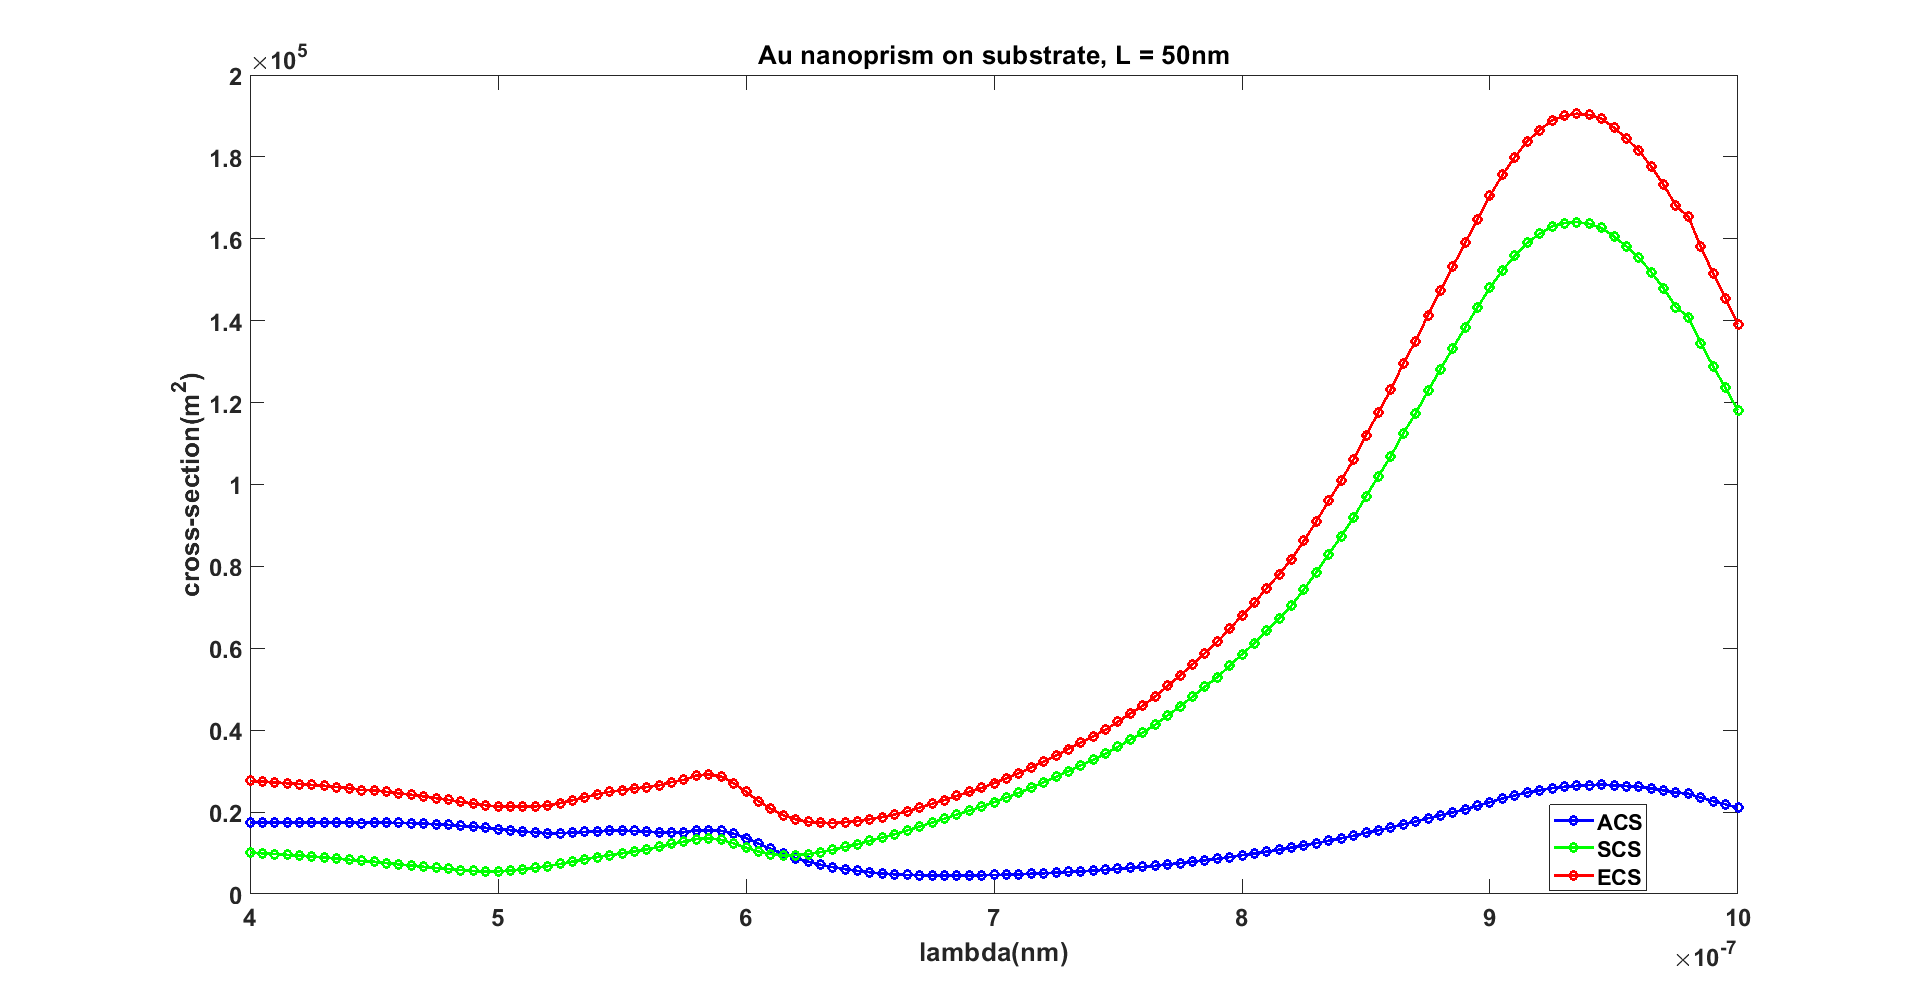 Au nanoprism on substrate, L = 50nm
×10^5
2
1.8
1.6
1.4
1.2
1
0.8
0.6
0.4
0.2
0
cross-section(m^2)
4 5 6 7 8 9 10
lambda(nm)
×10^-7
ACS
SCS
ECS